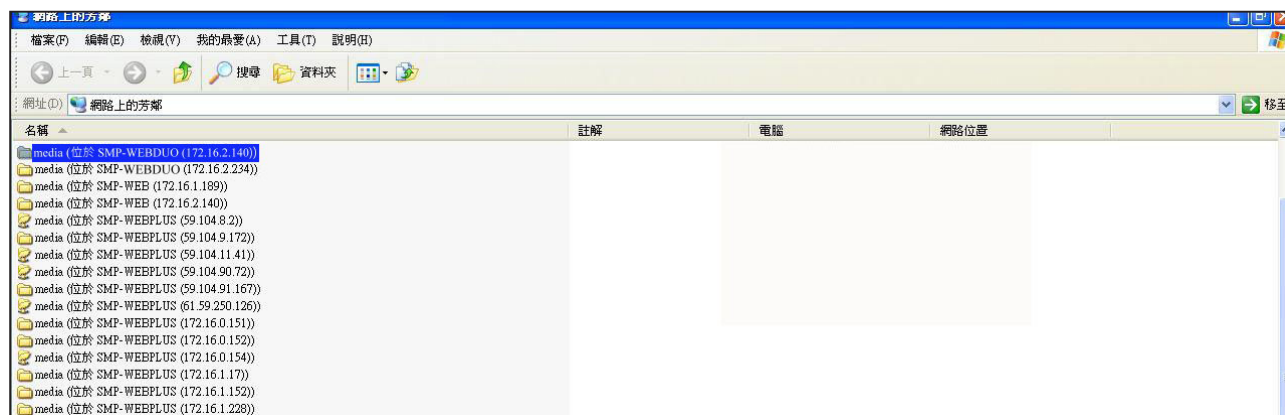 網路上的芳鄰
檔案(F) 編輯(E) 檢視(V) 我的最愛(A) 工具(T) 說明(H)
上一頁 搜尋 資料夾
網址(D) 網路上的芳鄰 移至
名稱 註解 電腦 網路位置
media (位於 SMP-WEBDUO (172.16.2.140))
media (位於 SMP-WEBDUO (172.16.2.234))
media (位於 SMP-WEB (172.16.1.189))
media (位於 SMP-WEB (172.16.2.140))
media (位於 SMP-WEBPLUS (59.104.8.2))
media (位於 SMP-WEBPLUS (59.104.9.172))
media (位於 SMP-WEBPLUS (59.104.11.41))
media (位於 SMP-WEBPLUS (59.104.90.72))
media (位於 SMP-WEBPLUS (59.104.91.167))
media (位於 SMP-WEBPLUS (61.59.250.126))
media (位於 SMP-WEBPLUS (172.16.0.151))
media (位於 SMP-WEBPLUS (172.16.0.152))
media (位於 SMP-WEBPLUS (172.16.0.154))
media (位於 SMP-WEBPLUS (172.16.1.17))
media (位於 SMP-WEBPLUS (172.16.1.152))
media (位於 SMP-WEBPLUS (172.16.1.228))